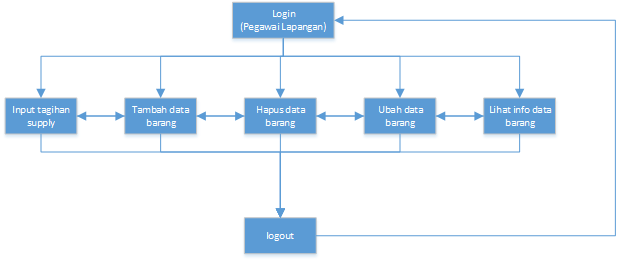 Login
(Pegawai Lapangan)
Input tagihan
supply
Tambah data
barang
Hapus data
barang
Ubah data
barang
Lihat info data
barang
logout